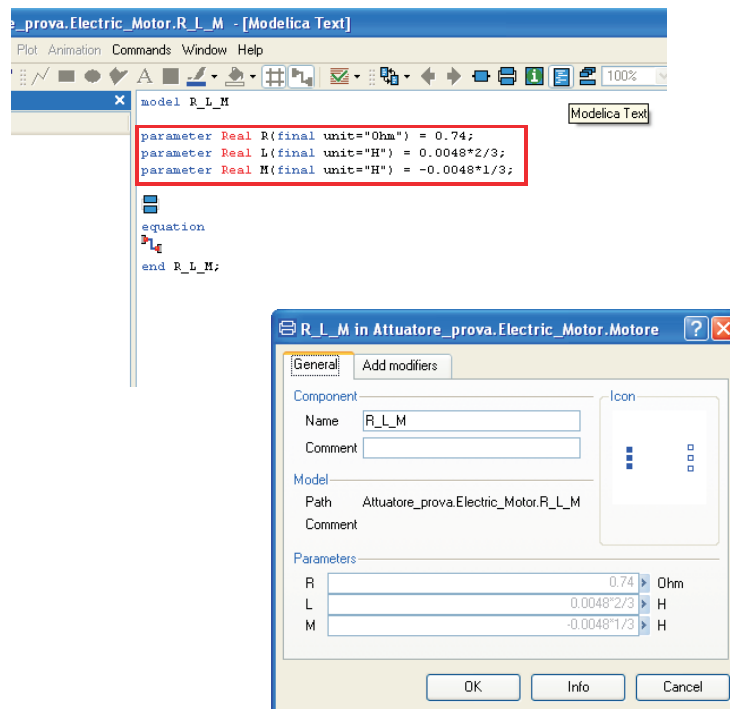 e_prova.Electric_Motor.R_L_M - [Modelica Text]
Plot Animation Commands Window Help
A 100%
Modelica Text
model R_L_M
parameter Real R(final unit="Ohm") = 0.74;
parameter Real L(final unit="H") = 0.0048*2/3;
parameter Real M(final unit="H") = -0.0048*1/3;
equation
end R_L_M;
R_L_M in Attuatore_prova.Electric_Motor.Motore
General Add modifiers
Component Icon
Name R_L_M
Comment
Model
Path Attuatore_prova.Electric_Motor.R_L_M
Comment
Parameters
R 0.74 Ohm
L 0.0048*2/3 H
M -0.0048*1/3 H
OK Info Cancel